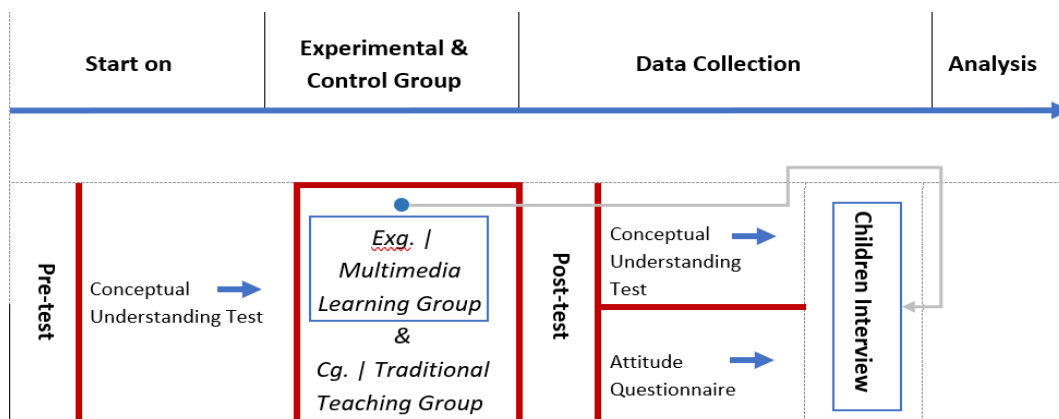 Start on
Experimental &
Control Group
Data Collection
Analysis
Pre-test
Conceptual
Understanding Test
Exg. | 
Multimedia
Learning Group
&
Cg. | Traditional
Teaching Group
Post-test
Conceptual
Understanding
Test
Attitude
Questionnaire
Children Interview